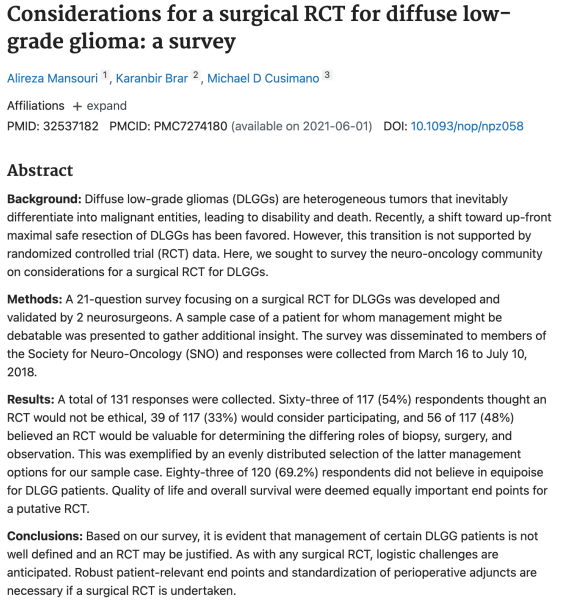 Considerations for a surgical RCT for diffuse low-
grade glioma: a survey
Alireza Mansouri 1, Karanbir Brar 2, Michael D Cusimano 3
Affiliations + expand
PMID: 32537182 PMCID: PMC7274180 (available on 2021-06-01) DOI: 10.1093/nop/npz058
Abstract
Background: Diffuse low-grade gliomas (DLGGs) are heterogeneous tumors that inevitably
differentiate into malignant entities, leading to disability and death. Recently, a shift toward up-front
maximal safe resection of DLGGs has been favored. However, this transition is not supported by
randomized controlled trial (RCT) data. Here, we sought to survey the neuro-oncology community
on considerations for a surgical RCT for DLGGs.
Methods: A 21-question survey focusing on a surgical RCT for DLGGs was developed and
validated by 2 neurosurgeons. A sample case of a patient for whom management might be
debatable was presented to gather additional insight. The survey was disseminated to members of
the Society for Neuro-Oncology (SNO) and responses were collected from March 16 to July 10,
2018.
Results: A total of 131 responses were collected. Sixty-three of 117 (54%) respondents thought an
RCT would not be ethical, 39 of 117 (33%) would consider participating, and 56 of 117 (48%)
believed an RCT would be valuable for determining the differing roles of biopsy, surgery, and
observation. This was exemplified by an evenly distributed selection of the latter management
options for our sample case. Eighty-three of 120 (69.2%) respondents did not believe in equipoise
for DLGG patients. Quality of life and overall survival were deemed equally important end points for
a putative RCT.
Conclusions: Based on our survey, it is evident that management of certain DLGG patients is not
well defined and an RCT may be justified. As with any surgical RCT, logistic challenges are
anticipated. Robust patient-relevant end points and standardization of perioperative adjuncts are
necessary if a surgical RCT is undertaken.